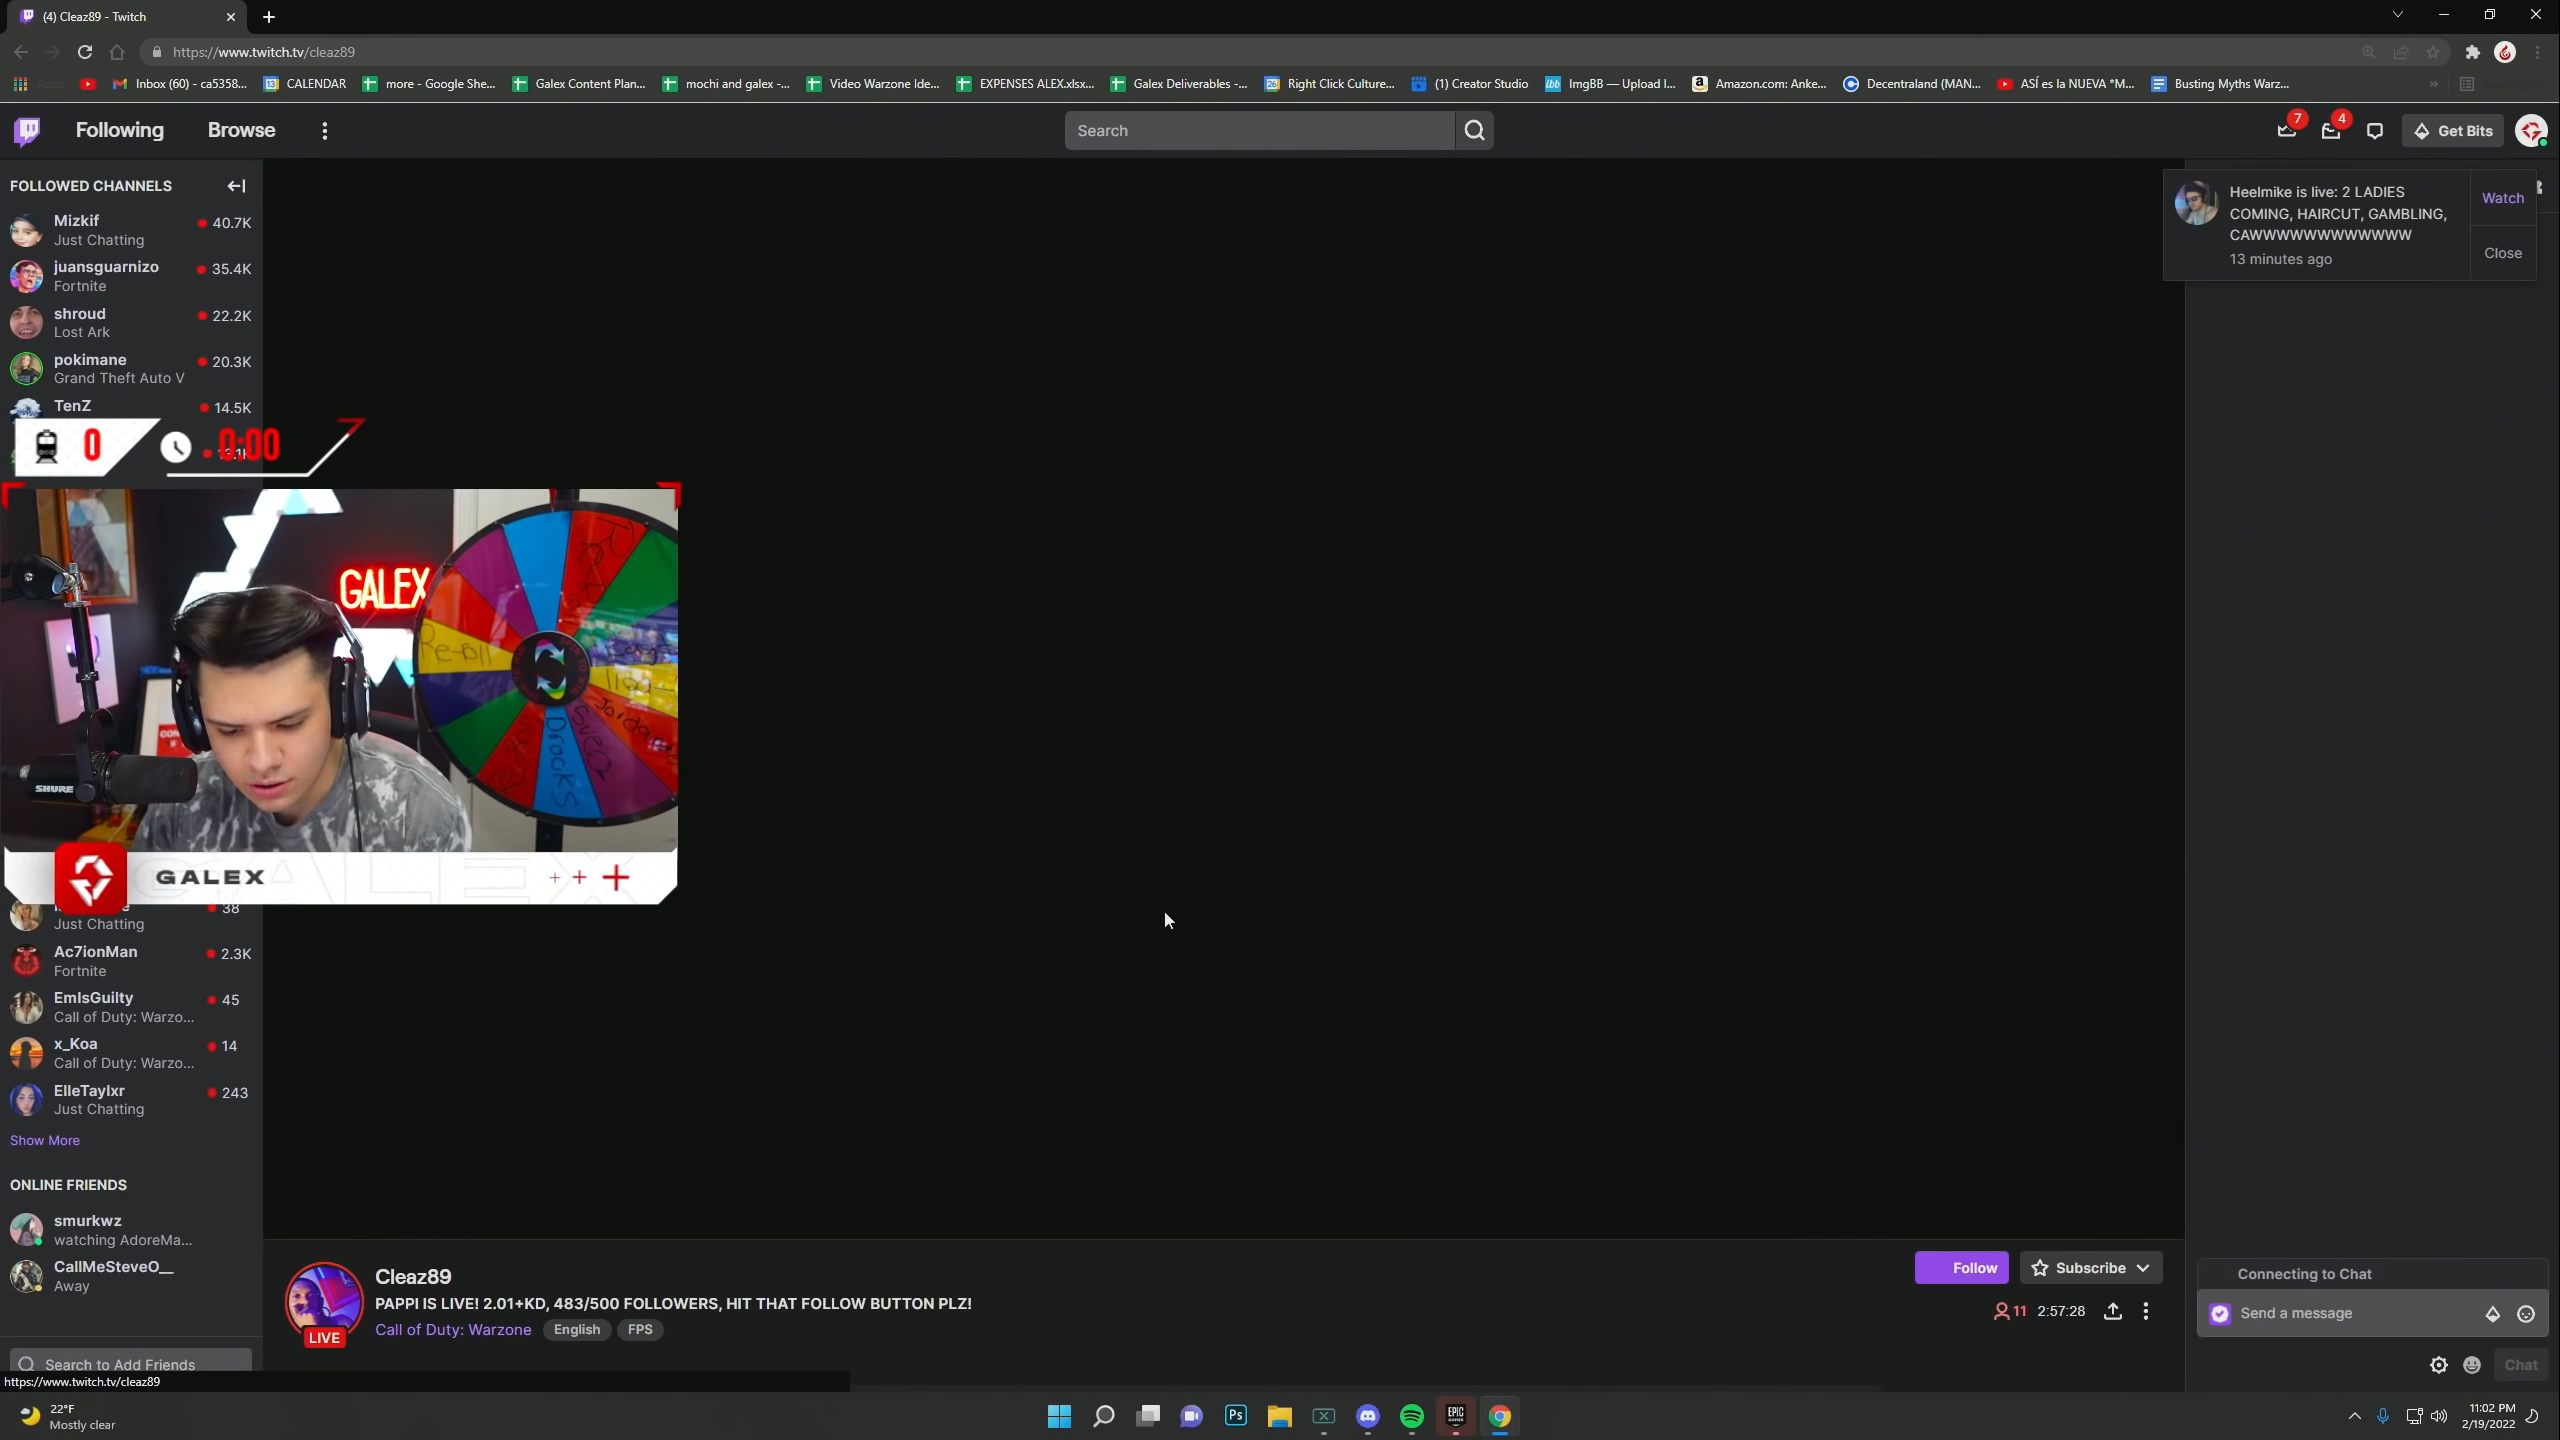 (4) Cleaz89 - Twitch
https://www.twitch.tv/cleaz89
Inbox (60) - ca5358...
CALENDAR
more - Google She...
Galex Content Plan...
mochi and galex -...
Video Warzone Ide...
EXPENSES ALEX.xlsx...
Galex Deliverables -...
Right Click Culture...
(1) Creator Studio
ImgBB — Upload I...
Amazon.com: Anke...
Decentraland (MAN...
ASÍ es la NUEVA *M...
Busting Myths Warz...
Following
Browse
Search
7
4
Get Bits
FOLLOWED CHANNELS
Mizkif
40.7K
Just Chatting
juansguarnizo
35.4K
Fortnite
shroud
22.2K
Lost Ark
pokimane
20.3K
Grand Theft Auto V
TenZ
14.5K
0
0:00
Heelmike is live: 2 LADIES
COMING, HAIRCUT, GAMBLING,
CAWWWWWWWWWWWW
13 minutes ago
Watch
Close
GALEX
Re-Bll
Drooks
SHURE
GALEX
38
Just Chatting
Ac7ionMan
2.3K
Fortnite
EmIsGuilty
45
Call of Duty: Warzo...
x_Koa
14
Call of Duty: Warzo...
ElleTaylxr
243
Just Chatting
Show More
ONLINE FRIENDS
smurkwz
watching AdoreMa...
CallMeSteveO__
Away
Search to Add Friends
https://www.twitch.tv/cleaz89
Cleaz89
PAPPI IS LIVE! 2.01+KD, 483/500 FOLLOWERS, HIT THAT FOLLOW BUTTON PLZ!
Call of Duty: Warzone
English
FPS
LIVE
Follow
Subscribe
11
2:57:28
Connecting to Chat
Send a message
Chat
22°F
Mostly clear
Ps
EPIC
GAMES
11:02 PM
2/19/2022